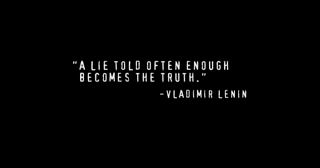 "A LIE TOLD OFTEN ENOUGH
BECOMES THE TRUTH."
-VLADIMIR LENIN